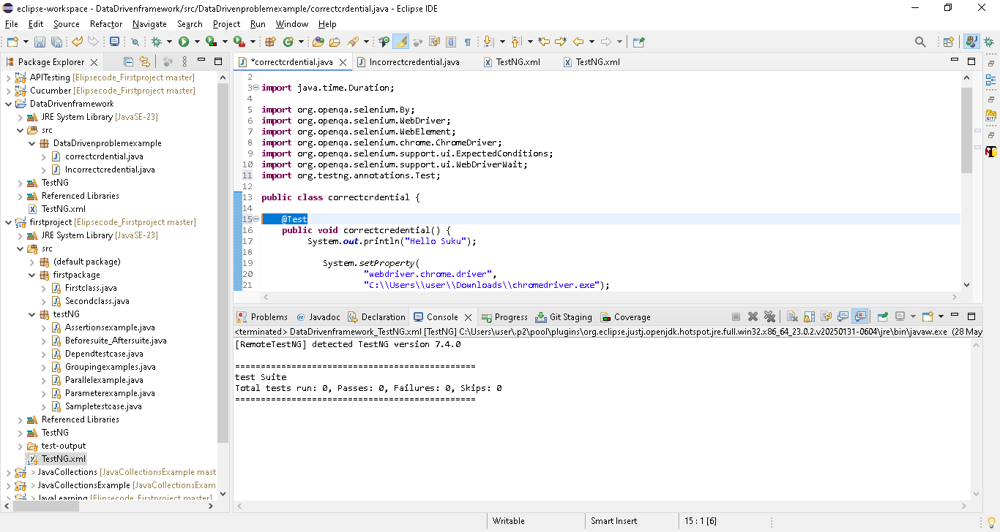 eclipse-workspace - DataDrivenframework/src/DataDrivenproblemexample/correctcrdential.java - Eclipse IDE
File Edit Source Refactor Navigate Search Project Run Window Help
Package Explorer
APITesting [Elipsecode_Firstproject master]
Cucumber [Elipsecode_Firstproject master]
DataDrivenframework
JRE System Library [JavaSE-23]
src
DataDrivenproblemexample
correctcrdential.java
Incorrectcredential.java
TestNG
Referenced Libraries
TestNG.xml
firstproject [Elipsecode_Firstproject master]
JRE System Library [JavaSE-23]
src
(default package)
firstpackage
Firstclass.java
Secondclass.java
testNG
Assertionsexample.java
Beforesuite_Aftersuite.java
Dependtestcase.java
Groupingexamples.java
Parallelexample.java
Parameterexample.java
Sampletestcase.java
Referenced Libraries
TestNG
test-output
TestNG.xml
> JavaCollections [JavaCollectionsExample mast
> JavaCollectionsExample [JavaCollectionsExam
> JavaLearning [Elipsecode_Firstproject master]
*correctcrdential.java Incorrectcredential.java TestNG.xml TestNG.xml
2
3 import java.time.Duration;
4
5 import org.openqa.selenium.By;
6 import org.openqa.selenium.WebDriver;
7 import org.openqa.selenium.WebElement;
8 import org.openqa.selenium.chrome.ChromeDriver;
9 import org.openqa.selenium.support.ui.ExpectedConditions;
10 import org.openqa.selenium.support.ui.WebDriverWait;
11 import org.testng.annotations.Test;
12
13 public class correctcrdential {
14
15 @Test
16 public void correctcredential() {
17 System.out.println("Hello Suku");
18
19 System.setProperty(
20 "webdriver.chrome.driver",
21 "C:\\Users\\user\\Downloads\\chromedriver.exe");
Problems @ Javadoc Declaration Console Progress Git Staging Coverage
<terminated> DataDrivenframework_TestNG.xml [TestNG] C:\Users\user\.p2\pool\plugins\org.eclipse.justj.openjdk.hotspot.jre.full.win32.x86_64_23.0.2.v20250131-0604\jre\bin\javaw.exe (28 May
[RemoteTestNG] detected TestNG version 7.4.0
===============================================
test Suite
Total tests run: 0, Passes: 0, Failures: 0, Skips: 0
===============================================
Writable Smart Insert 15 : 1 [6]